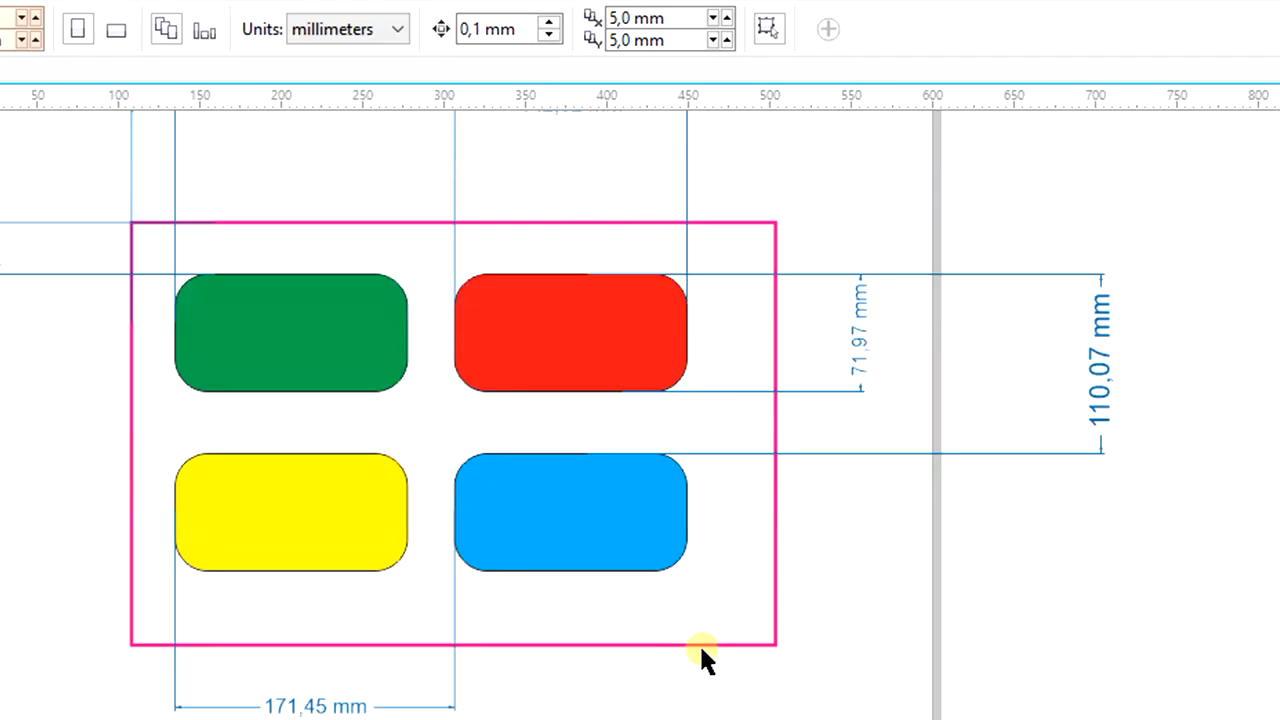 5,0 mm
Units: millimeters 0,1 mm
5,0 mm
50 100 150 200 250 300 350 400 450 500 550 600 650 700 750 800
71,97 mm
110,07 mm
171,45 mm